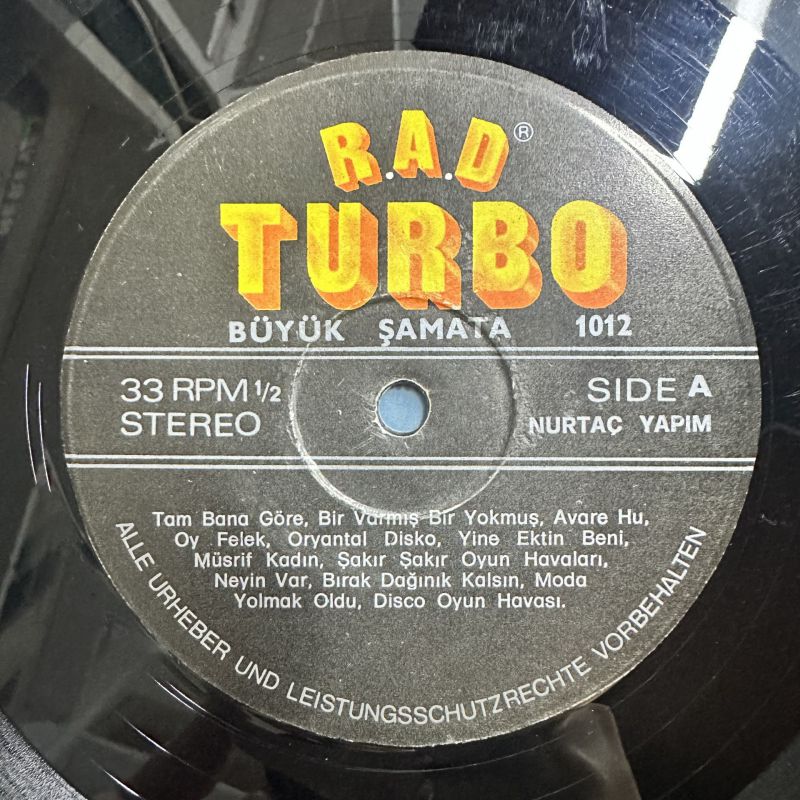 R.A.D ®
TURBO
BÜYÜK ŞAMATA 1012
33 RPM 1/2
STEREO
SIDE A
NURTAÇ YAPIM
Tam Bana Göre, Bir Varmış Bir Yokmuş, Avare Hu,
Oy Felek, Oryantal Disko, Yine Ektin Beni,
Müsrif Kadın, Şakır Şakır Oyun Havaları,
Neyin Var, Bırak Dağınık Kalsın, Moda
Yolmak Oldu, Disco Oyun Havası.
ALLE URHEBER UND LEISTUNGSSCHUTZRECHTE VORBEHALTEN